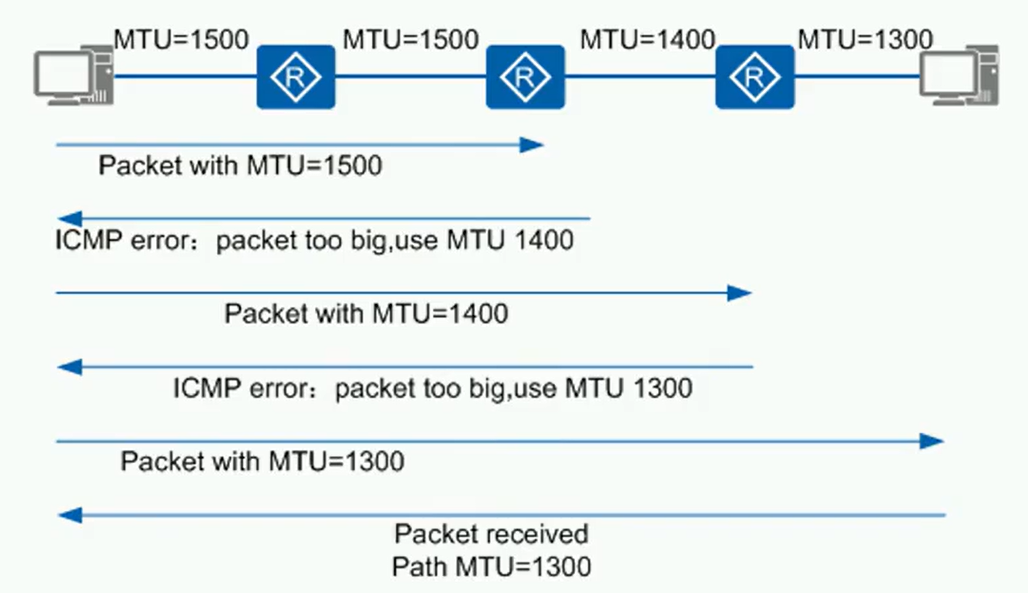 MTU=1500 MTU=1500 MTU=1400 MTU=1300
R R R
Packet with MTU=1500
ICMP error：packet too big,use MTU 1400
Packet with MTU=1400
ICMP error：packet too big,use MTU 1300
Packet with MTU=1300
Packet received
Path MTU=1300